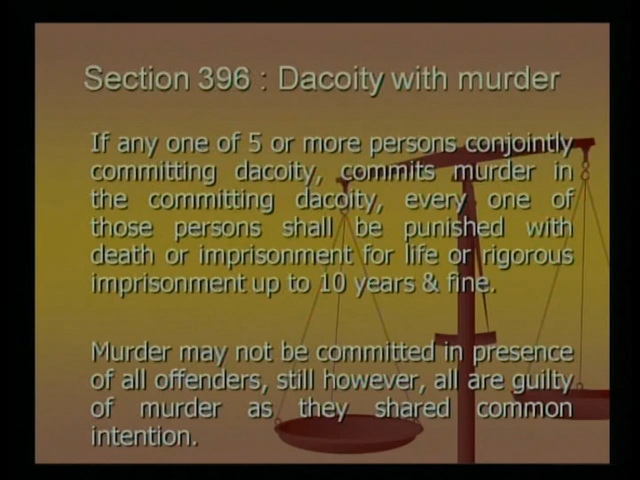 Section 396 : Dacoity with murder
If any one of 5 or more persons conjointly
committing dacoity, commits murder in
the committing dacoity, every one of
those persons shall be punished with
death or imprisonment for life or rigorous
imprisonment up to 10 years & fine.
Murder may not be committed in presence
of all offenders, still however, all are guilty
of murder as they shared common
intention.